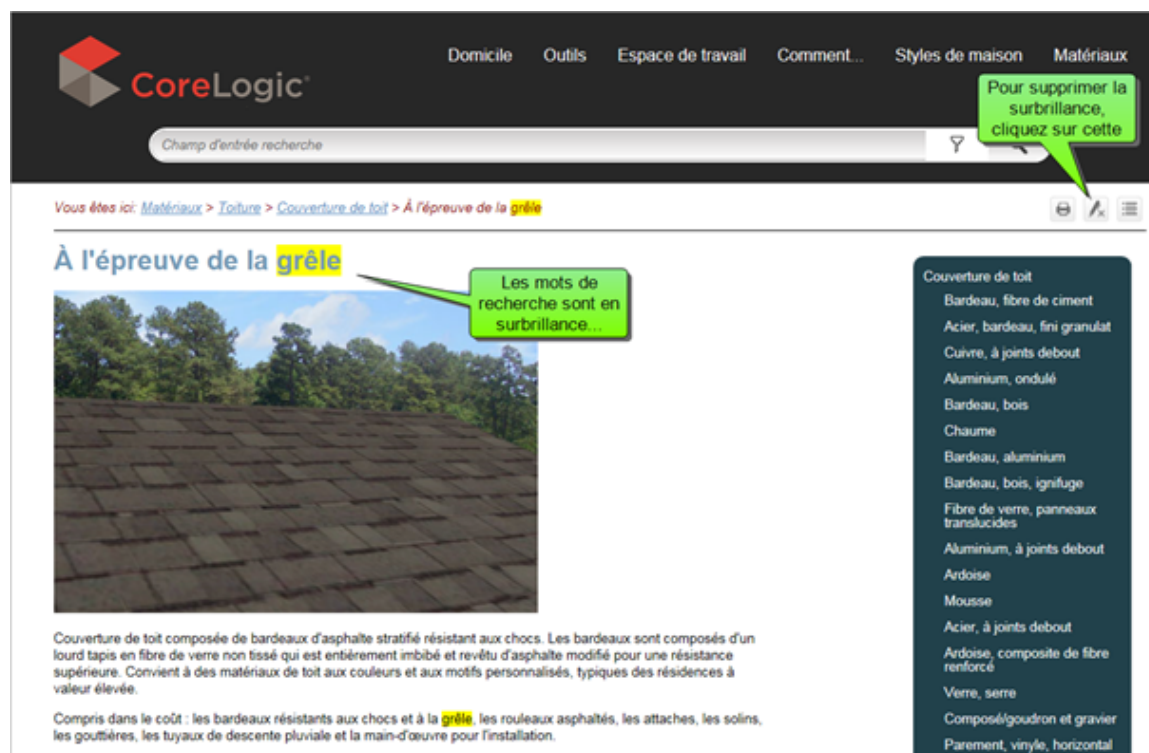 Domicile Outils Espace de travail Comment... Styles de maison Matériaux
CoreLogic
Pour supprimer la
surbrillance,
cliquez sur cette
Champ d'entrée recherche
Vous êtes ici: Matériaux > Toiture > Couverture de toit > À l'épreuve de la grêle
À l'épreuve de la grêle
Les mots de
recherche sont en
surbrillance...
Couverture de toit composée de bardeaux d'asphalte stratifié résistant aux chocs. Les bardeaux sont composés d'un
lourd tapis en fibre de verre non tissé qui est entièrement imbibé et revêtu d'asphalte modifié pour une résistance
supérieure. Convient à des matériaux de toit aux couleurs et aux motifs personnalisés, typiques des résidences à
valeur élevée.
Compris dans le coût : les bardeaux résistants aux chocs et à la grêle, les rouleaux asphaltés, les attaches, les solins,
les gouttières, les tuyaux de descente pluviale et la main-d'œuvre pour l'installation.
Couverture de toit
Bardeau, fibre de ciment
Acier, bardeau, fini granulat
Cuivre, à joints debout
Aluminium, ondulé
Bardeau, bois
Chaume
Bardeau, aluminium
Bardeau, bois, ignifuge
Fibre de verre, panneaux
translucides
Aluminium, à joints debout
Ardoise
Mousse
Acier, à joints debout
Ardoise, composite de fibre
renforcé
Verre, serre
Composé/goudron et gravier
Parement, vinyle, horizontal